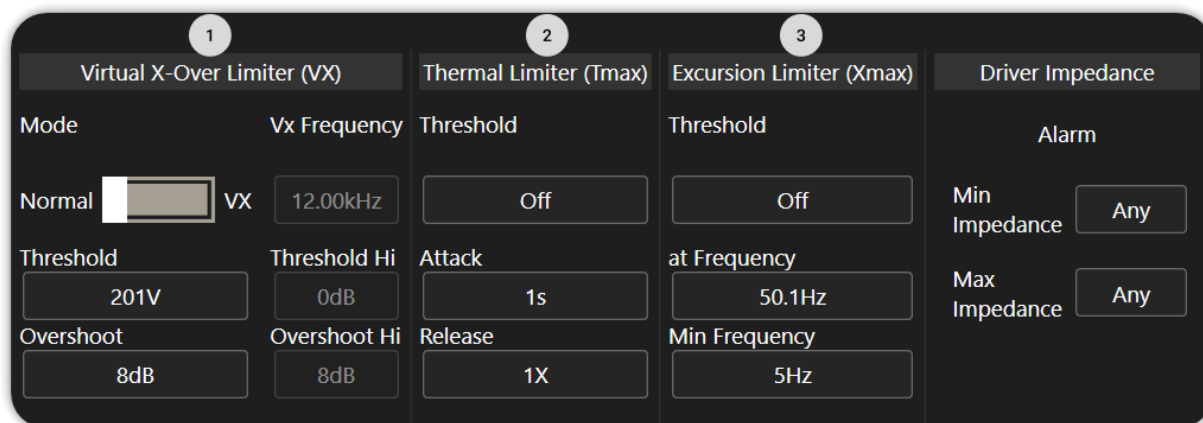 1
2
3
Virtual X-Over Limiter (VX)
Thermal Limiter (Tmax)
Excursion Limiter (Xmax)
Driver Impedance
Mode
Vx Frequency
Threshold
Threshold
Alarm
Normal
VX
12.00kHz
Off
Off
Min
Impedance
Any
Threshold
Threshold Hi
Attack
at Frequency
201V
0dB
1s
50.1Hz
Max
Impedance
Any
Overshoot
Overshoot Hi
Release
Min Frequency
8dB
8dB
1X
5Hz